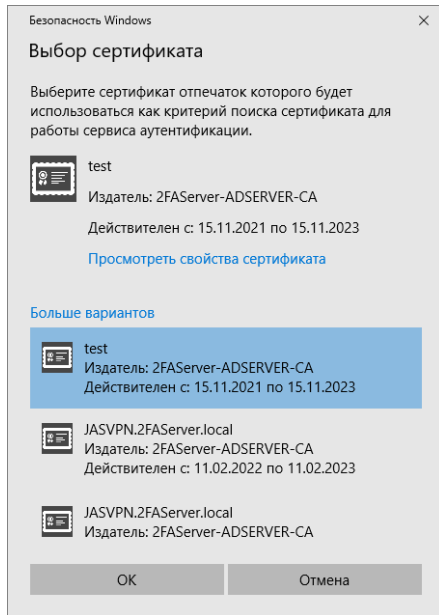 Безопасность Windows
Выбор сертификата
Выберите сертификат отпечаток которого будет
использоваться как критерий поиска сертификата для
работы сервиса аутентификации.
test
Издатель: 2FAServer-ADSERVER-CA
Действителен с: 15.11.2021 по 15.11.2023
Просмотреть свойства сертификата
Больше вариантов
test
Издатель: 2FAServer-ADSERVER-CA
Действителен с: 15.11.2021 по 15.11.2023
JASVPN.2FAServer.local
Издатель: 2FAServer-ADSERVER-CA
Действителен с: 11.02.2022 по 11.02.2023
JASVPN.2FAServer.local
Издатель: 2FAServer-ADSERVER-CA
OK Отмена